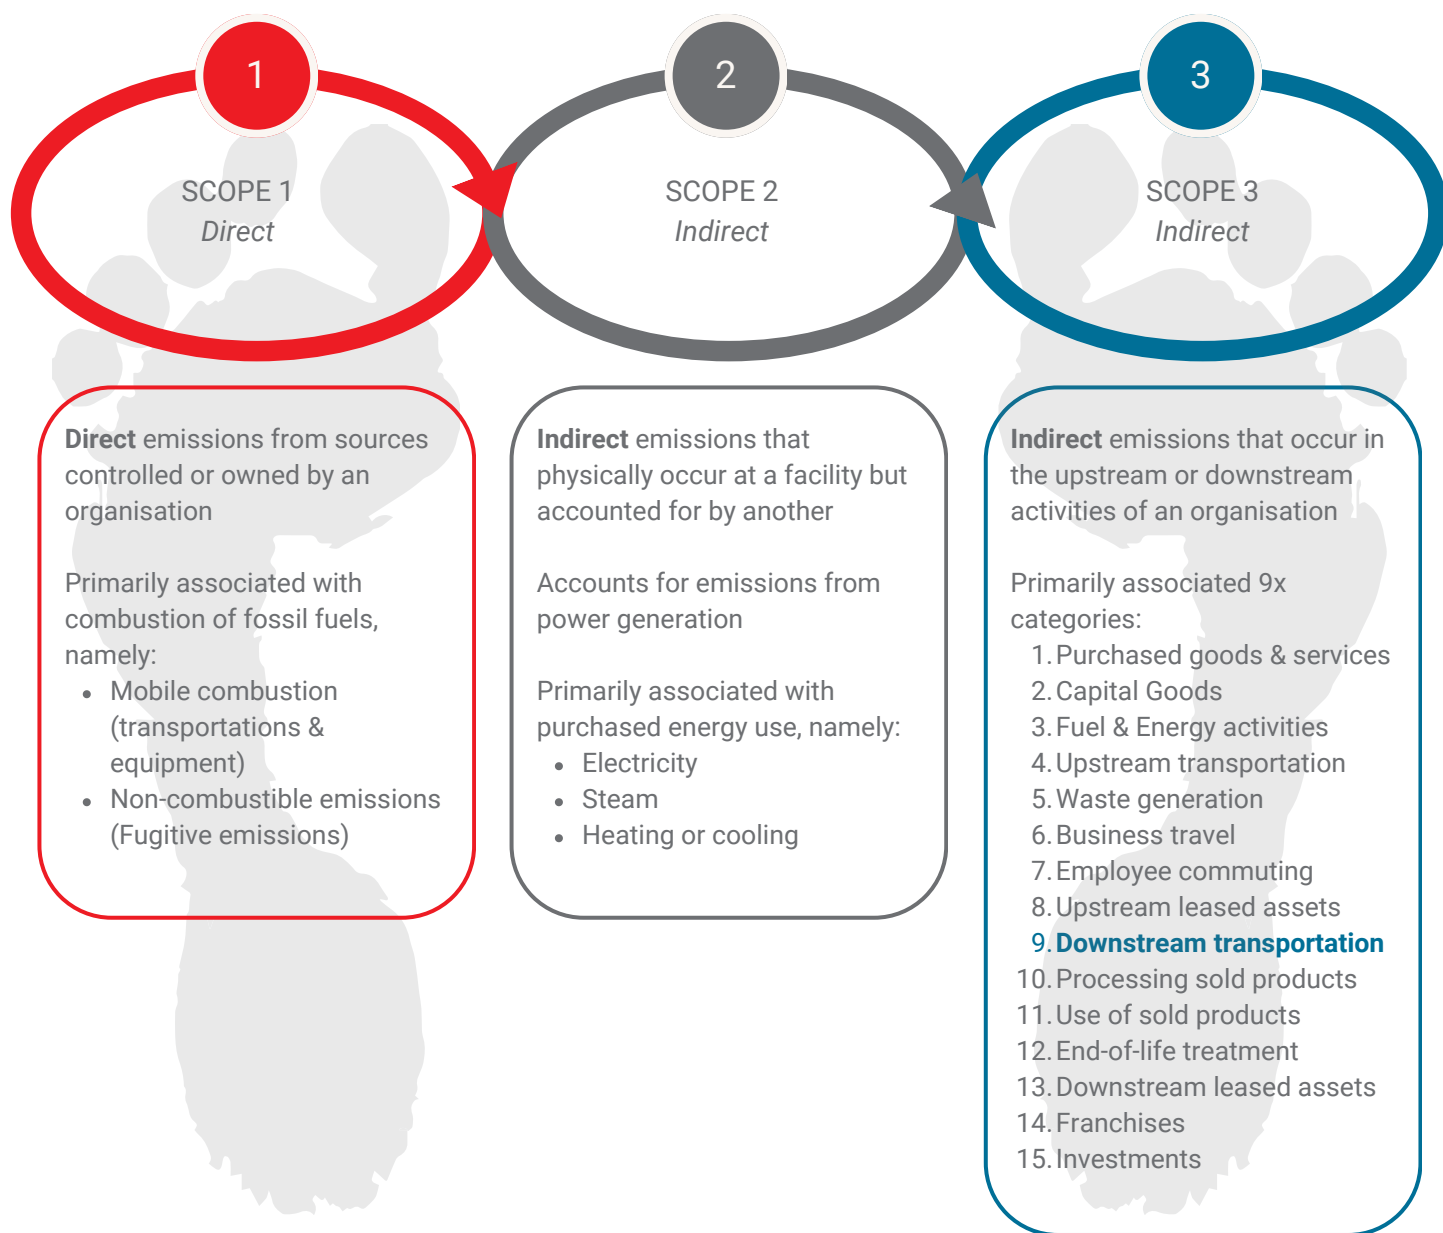 1
SCOPE 1
Direct
Direct emissions from sources
controlled or owned by an
organisation
Primarily associated with
combustion of fossil fuels,
namely:
• Mobile combustion
(transportations &
equipment)
• Non-combustible emissions
(Fugitive emissions)
2
SCOPE 2
Indirect
Indirect emissions that
physically occur at a facility but
accounted for by another
Accounts for emissions from
power generation
Primarily associated with
purchased energy use, namely:
• Electricity
• Steam
• Heating or cooling
3
SCOPE 3
Indirect
Indirect emissions that occur in
the upstream or downstream
activities of an organisation
Primarily associated 9x
categories:
1. Purchased goods & services
2. Capital Goods
3. Fuel & Energy activities
4. Upstream transportation
5. Waste generation
6. Business travel
7. Employee commuting
8. Upstream leased assets
9. Downstream transportation
10. Processing sold products
11. Use of sold products
12. End-of-life treatment
13. Downstream leased assets
14. Franchises
15. Investments